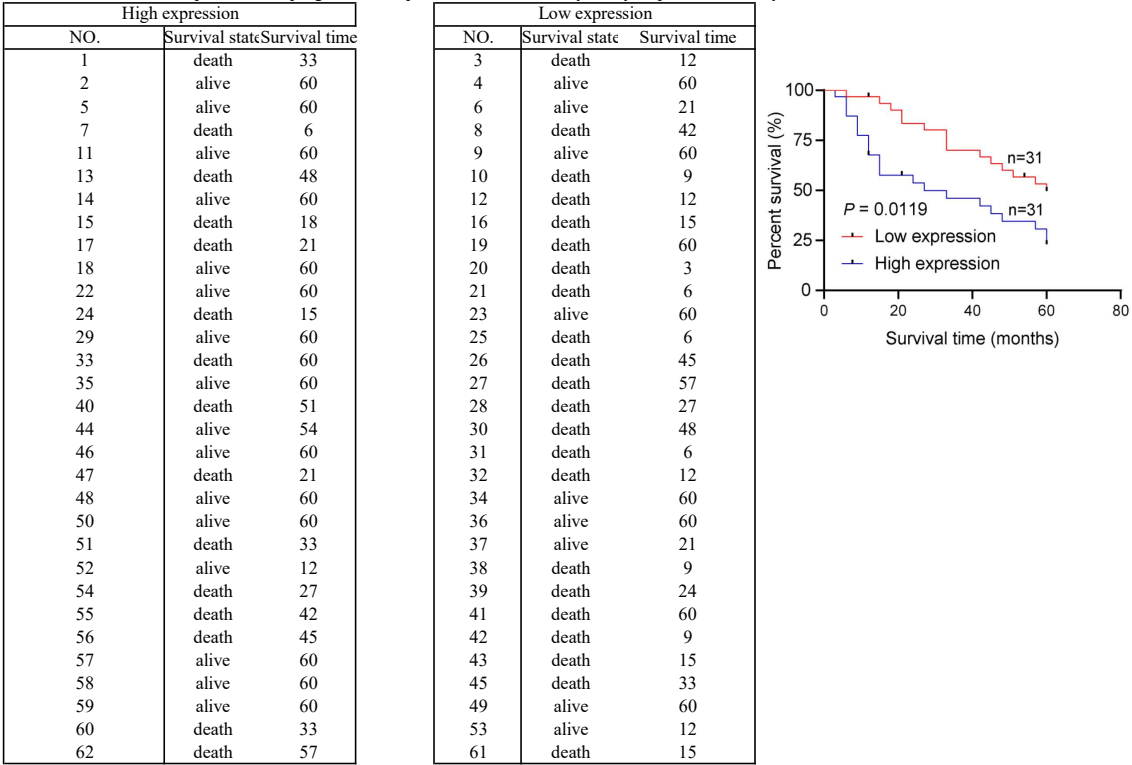 High expression Low expression
NO. Survival state Survival time NO. Survival state Survival time
1 death 33 3 death 12
2 alive 60 4 alive 60
5 alive 60 6 alive 21
7 death 6 8 death 42
11 alive 60 9 alive 60
13 death 48 10 death 9
14 alive 60 12 death 12
15 death 18 16 death 15
17 death 21 19 death 60
18 alive 60 20 death 3
22 alive 60 21 death 6
24 death 15 23 alive 60
29 alive 60 25 death 6
33 death 60 26 death 45
35 alive 60 27 death 57
40 death 51 28 death 27
44 alive 54 30 death 48
46 alive 60 31 death 6
47 death 21 32 death 12
48 alive 60 34 alive 60
50 alive 60 36 alive 60
51 death 33 37 alive 21
52 alive 12 38 death 9
54 death 27 39 death 24
55 death 42 41 death 60
56 death 45 42 death 9
57 alive 60 43 death 15
58 alive 60 45 death 33
59 alive 60 49 alive 60
60 death 33 53 alive 12
62 death 57 61 death 15
Percent survival (%)
100
75
50
25
0
n=31
P = 0.0119 n=31
Low expression
High expression
0 20 40 60 80
Survival time (months)